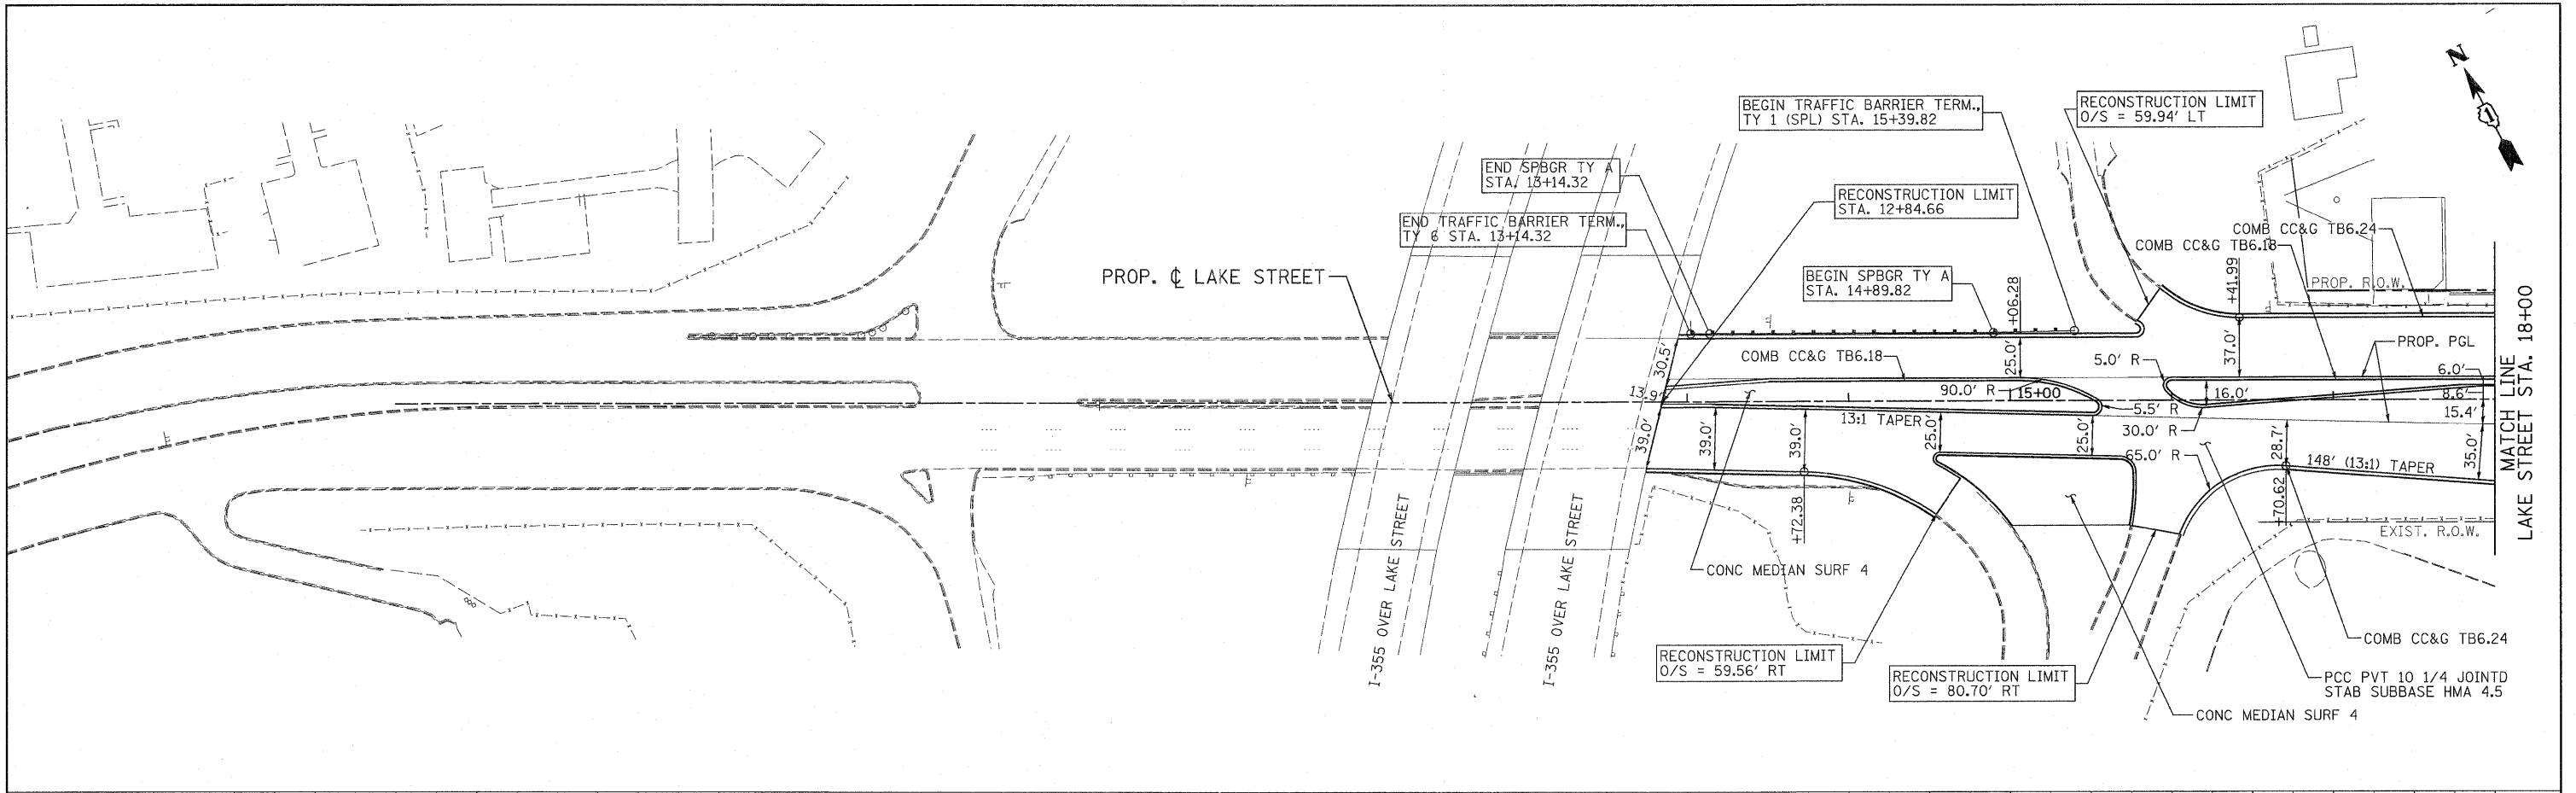 N
1
BEGIN TRAFFIC BARRIER TERM.,
TY 1 (SPL) STA. 15+39.82
RECONSTRUCTION LIMIT
O/S = 59.94' LT
END SPBGR TY A
STA. 13+14.32
RECONSTRUCTION LIMIT
STA. 12+84.66
END TRAFFIC BARRIER TERM.,
TY 6 STA. 13+14.32
COMB CC&G TB6.24
COMB CC&G TB6.18
PROP. ℄ LAKE STREET
BEGIN SPBGR TY A
STA. 14+89.82
+06.28
+41.99
PROP. R.O.W.
PROP. PGL
30.5'
COMB CC&G TB6.18
25.0'
5.0' R
37.0'
6.0'
13.9'
90.0' R
15+00
16.0'
8.6'
5.5' R
15.4'
13:1 TAPER
30.0' R
39.0'
39.0'
39.0'
25.0'
25.0'
28.7'
65.0' R
148' (13:1) TAPER
35.0'
+72.38
+70.62
EXIST. R.O.W.
MATCH LINE
LAKE STREET STA. 18+00
I-355 OVER LAKE STREET
I-355 OVER LAKE STREET
CONC MEDIAN SURF 4
COMB CC&G TB6.24
RECONSTRUCTION LIMIT
O/S = 59.56' RT
RECONSTRUCTION LIMIT
O/S = 80.70' RT
PCC PVT 10 1/4 JOINTD
STAB SUBBASE HMA 4.5
CONC MEDIAN SURF 4